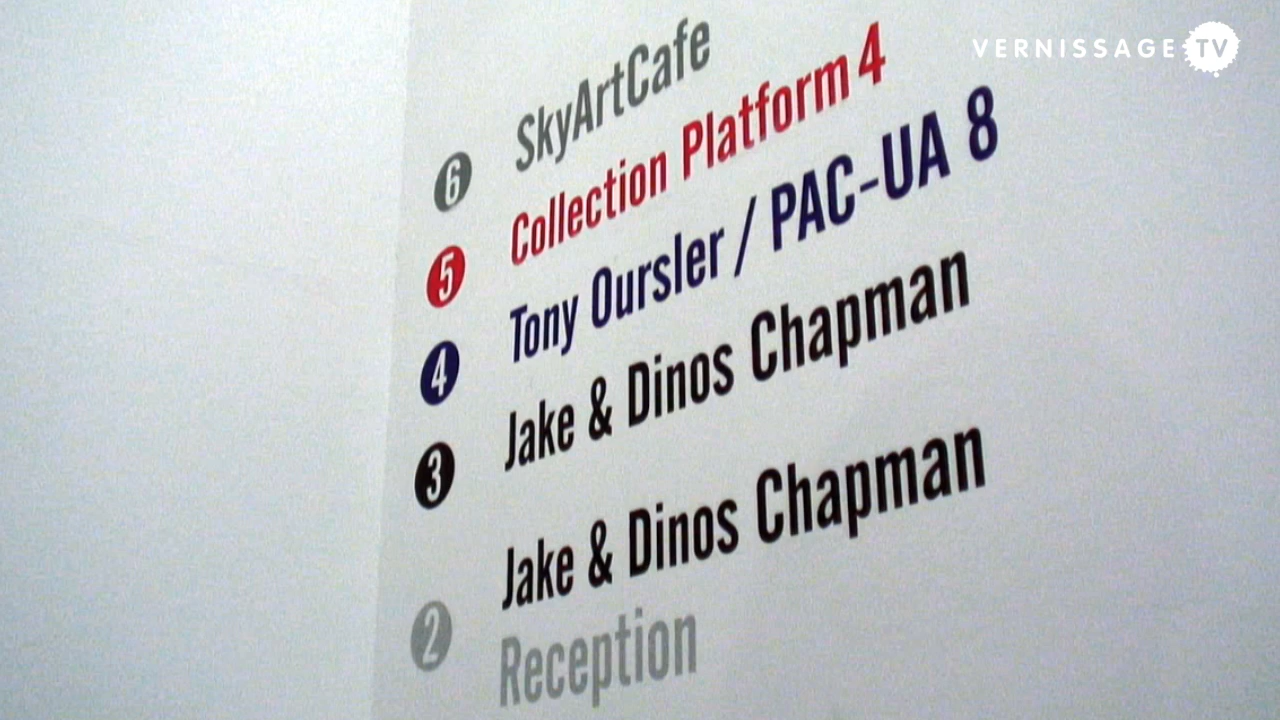 VERNISSAGE TV
6 SkyArtCafe
5 Collection Platform 4
4 Tony Oursler / PAC-UA 8
3 Jake & Dinos Chapman
Jake & Dinos Chapman
2 Reception